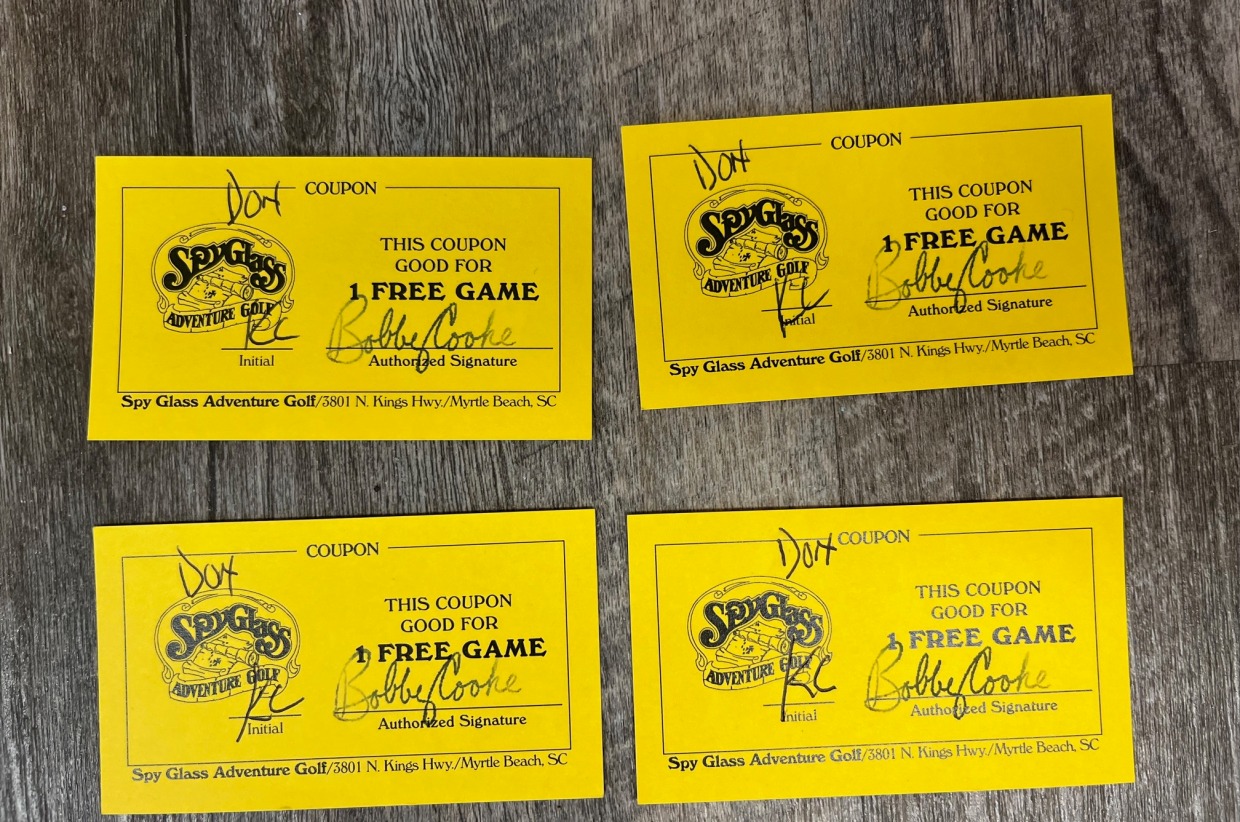 Don
COUPON
SpyGlass
ADVENTURE GOLF
THIS COUPON
GOOD FOR
1 FREE GAME
KC
Initial
Bobby Cooke
Authorized Signature
Spy Glass Adventure Golf/3801 N. Kings Hwy./Myrtle Beach, SC
Don
COUPON
SpyGlass
ADVENTURE GOLF
THIS COUPON
GOOD FOR
1 FREE GAME
KC
Initial
Bobby Cooke
Authorized Signature
Spy Glass Adventure Golf/3801 N. Kings Hwy./Myrtle Beach, SC
Don
COUPON
SpyGlass
ADVENTURE GOLF
THIS COUPON
GOOD FOR
1 FREE GAME
KC
Initial
Bobby Cooke
Authorized Signature
Spy Glass Adventure Golf/3801 N. Kings Hwy./Myrtle Beach, SC
Don
COUPON
SpyGlass
ADVENTURE GOLF
THIS COUPON
GOOD FOR
1 FREE GAME
KC
Initial
Bobby Cooke
Authorized Signature
Spy Glass Adventure Golf/3801 N. Kings Hwy./Myrtle Beach, SC